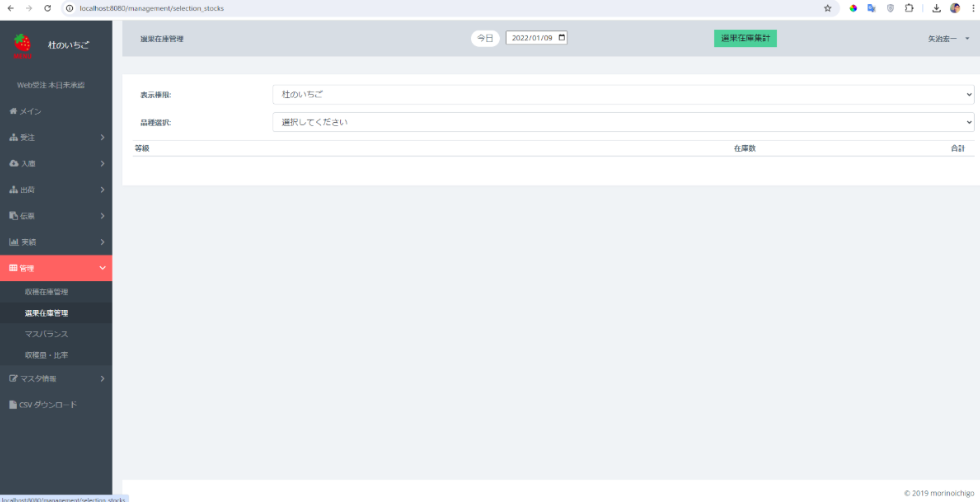 localhost:8080/management/selection_stocks
杜のいちご
選果在庫管理
今日
2022/01/09
選果在庫集計
矢治宏一
Web受注 本日未承認
メイン
受注
入庫
出荷
伝票
実績
管理
収穫在庫管理
選果在庫管理
マスバランス
収穫量・比率
マスタ情報
CSVダウンロード
表示権限:
杜のいちご
品種選択:
選択してください
等級
在庫数
合計
localhost:8080/management/selection_stocks
© 2019 morinoichigo